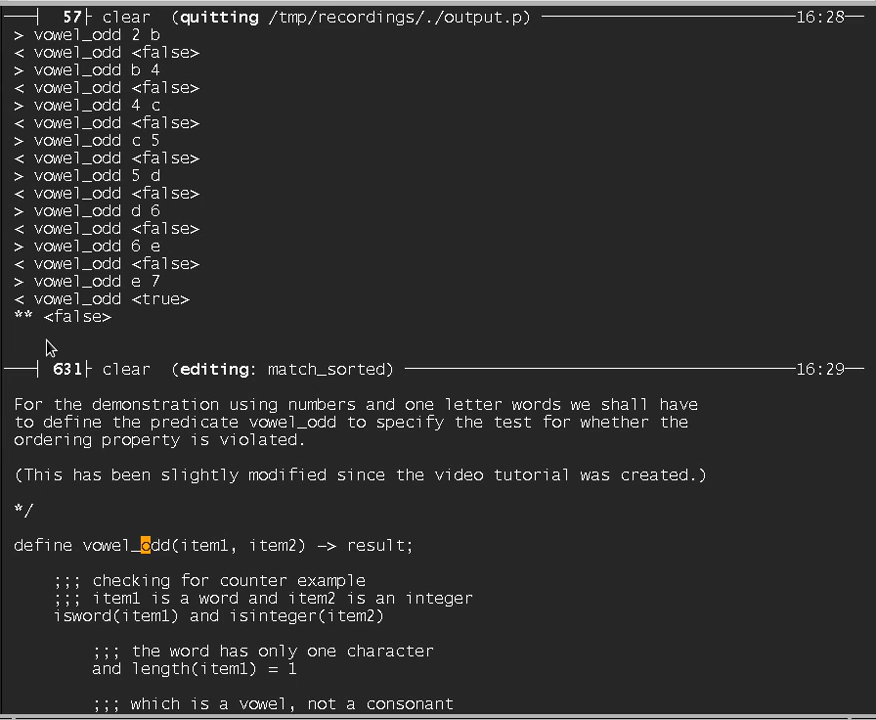 57 clear (quitting /tmp/recordings/./output.p) 16:28
> vowel_odd 2 b
< vowel_odd <false>
> vowel_odd b 4
< vowel_odd <false>
> vowel_odd 4 c
< vowel_odd <false>
> vowel_odd c 5
< vowel_odd <false>
> vowel_odd 5 d
< vowel_odd <false>
> vowel_odd d 6
< vowel_odd <false>
> vowel_odd 6 e
< vowel_odd <false>
> vowel_odd e 7
< vowel_odd <true>
** <false>
631 clear (editing: match_sorted) 16:29
For the demonstration using numbers and one letter words we shall have
to define the predicate vowel_odd to specify the test for whether the
ordering property is violated.
(This has been slightly modified since the video tutorial was created.)
*/
define vowel_odd(item1, item2) -> result;
;;; checking for counter example
;;; item1 is a word and item2 is an integer
isword(item1) and isinteger(item2)
;;; the word has only one character
and length(item1) = 1
;;; which is a vowel, not a consonant